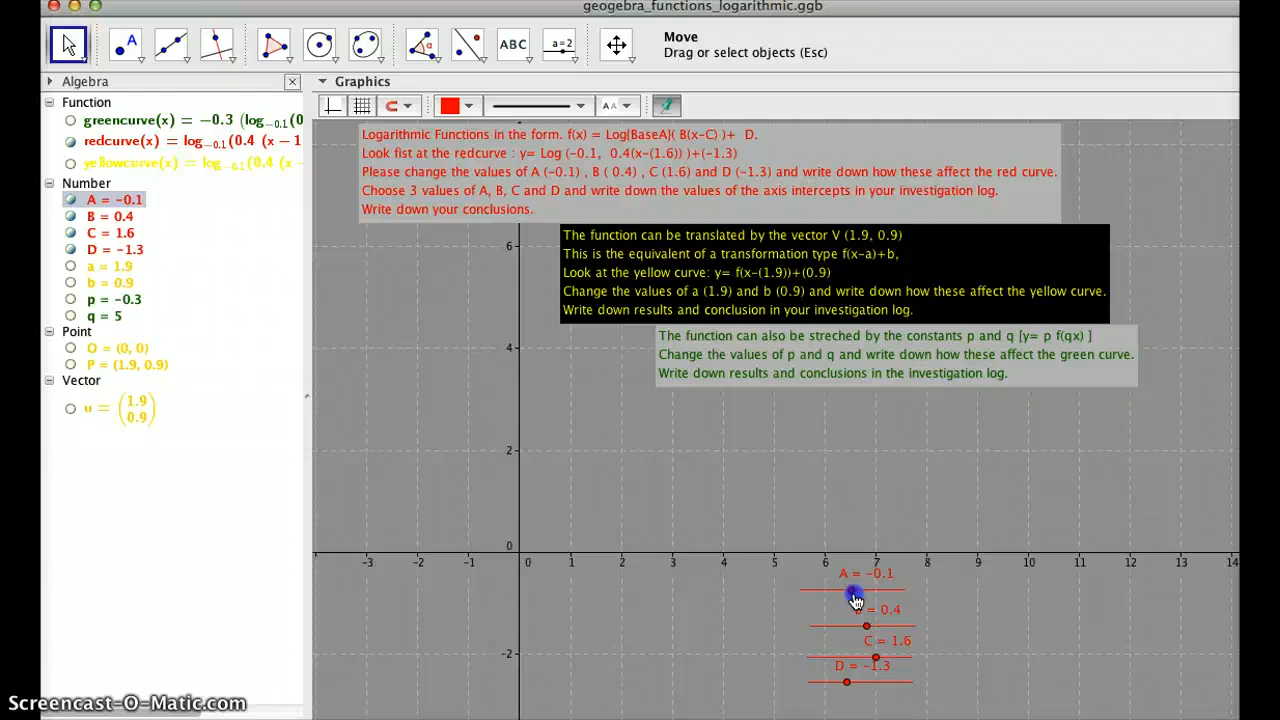 geogebra_functions_logarithmic.ggb
A
α
ABC
a=2
Move
Drag or select objects (Esc)
Algebra
Graphics
AA
Function
greencurve(x) = −0.3 (log−0.1(0
redcurve(x) = log−0.1(0.4 (x − 1
yellowcurve(x) = log−0.1(0.4 (x −
Number
A = −0.1
B = 0.4
C = 1.6
D = −1.3
a = 1.9
b = 0.9
p = −0.3
q = 5
Point
O = (0, 0)
P = (1.9, 0.9)
Vector
u = (1.9
0.9)
Logarithmic Functions in the form. f(x) = Log[BaseA]( B(x-C) )+ D.
Look fist at the redcurve : y= Log (−0.1, 0.4(x-(1.6)) )+(−1.3)
Please change the values of A (−0.1) , B ( 0.4) , C (1.6) and D (−1.3) and write down how these affect the red curve.
Choose 3 values of A, B, C and D and write down the values of the axis intercepts in your investigation log.
Write down your conclusions.
The function can be translated by the vector V (1.9, 0.9)
This is the equivalent of a transformation type f(x-a)+b,
Look at the yellow curve: y= f(x-(1.9))+(0.9)
Change the values of a (1.9) and b (0.9) and write down how these affect the yellow curve.
Write down results and conclusion in your investigation log.
The function can also be streched by the constants p and q [y= p f(qx) ]
Change the values of p and q and write down how these affect the green curve.
Write down results and conclusions in the investigation log.
6
4
2
0
-2
-3 -2 -1 0 1 2 3 4 5 6 7 8 9 10 11 12 13 14
A = −0.1
= 0.4
C = 1.6
D = −1.3
Screencast-O-Matic.com